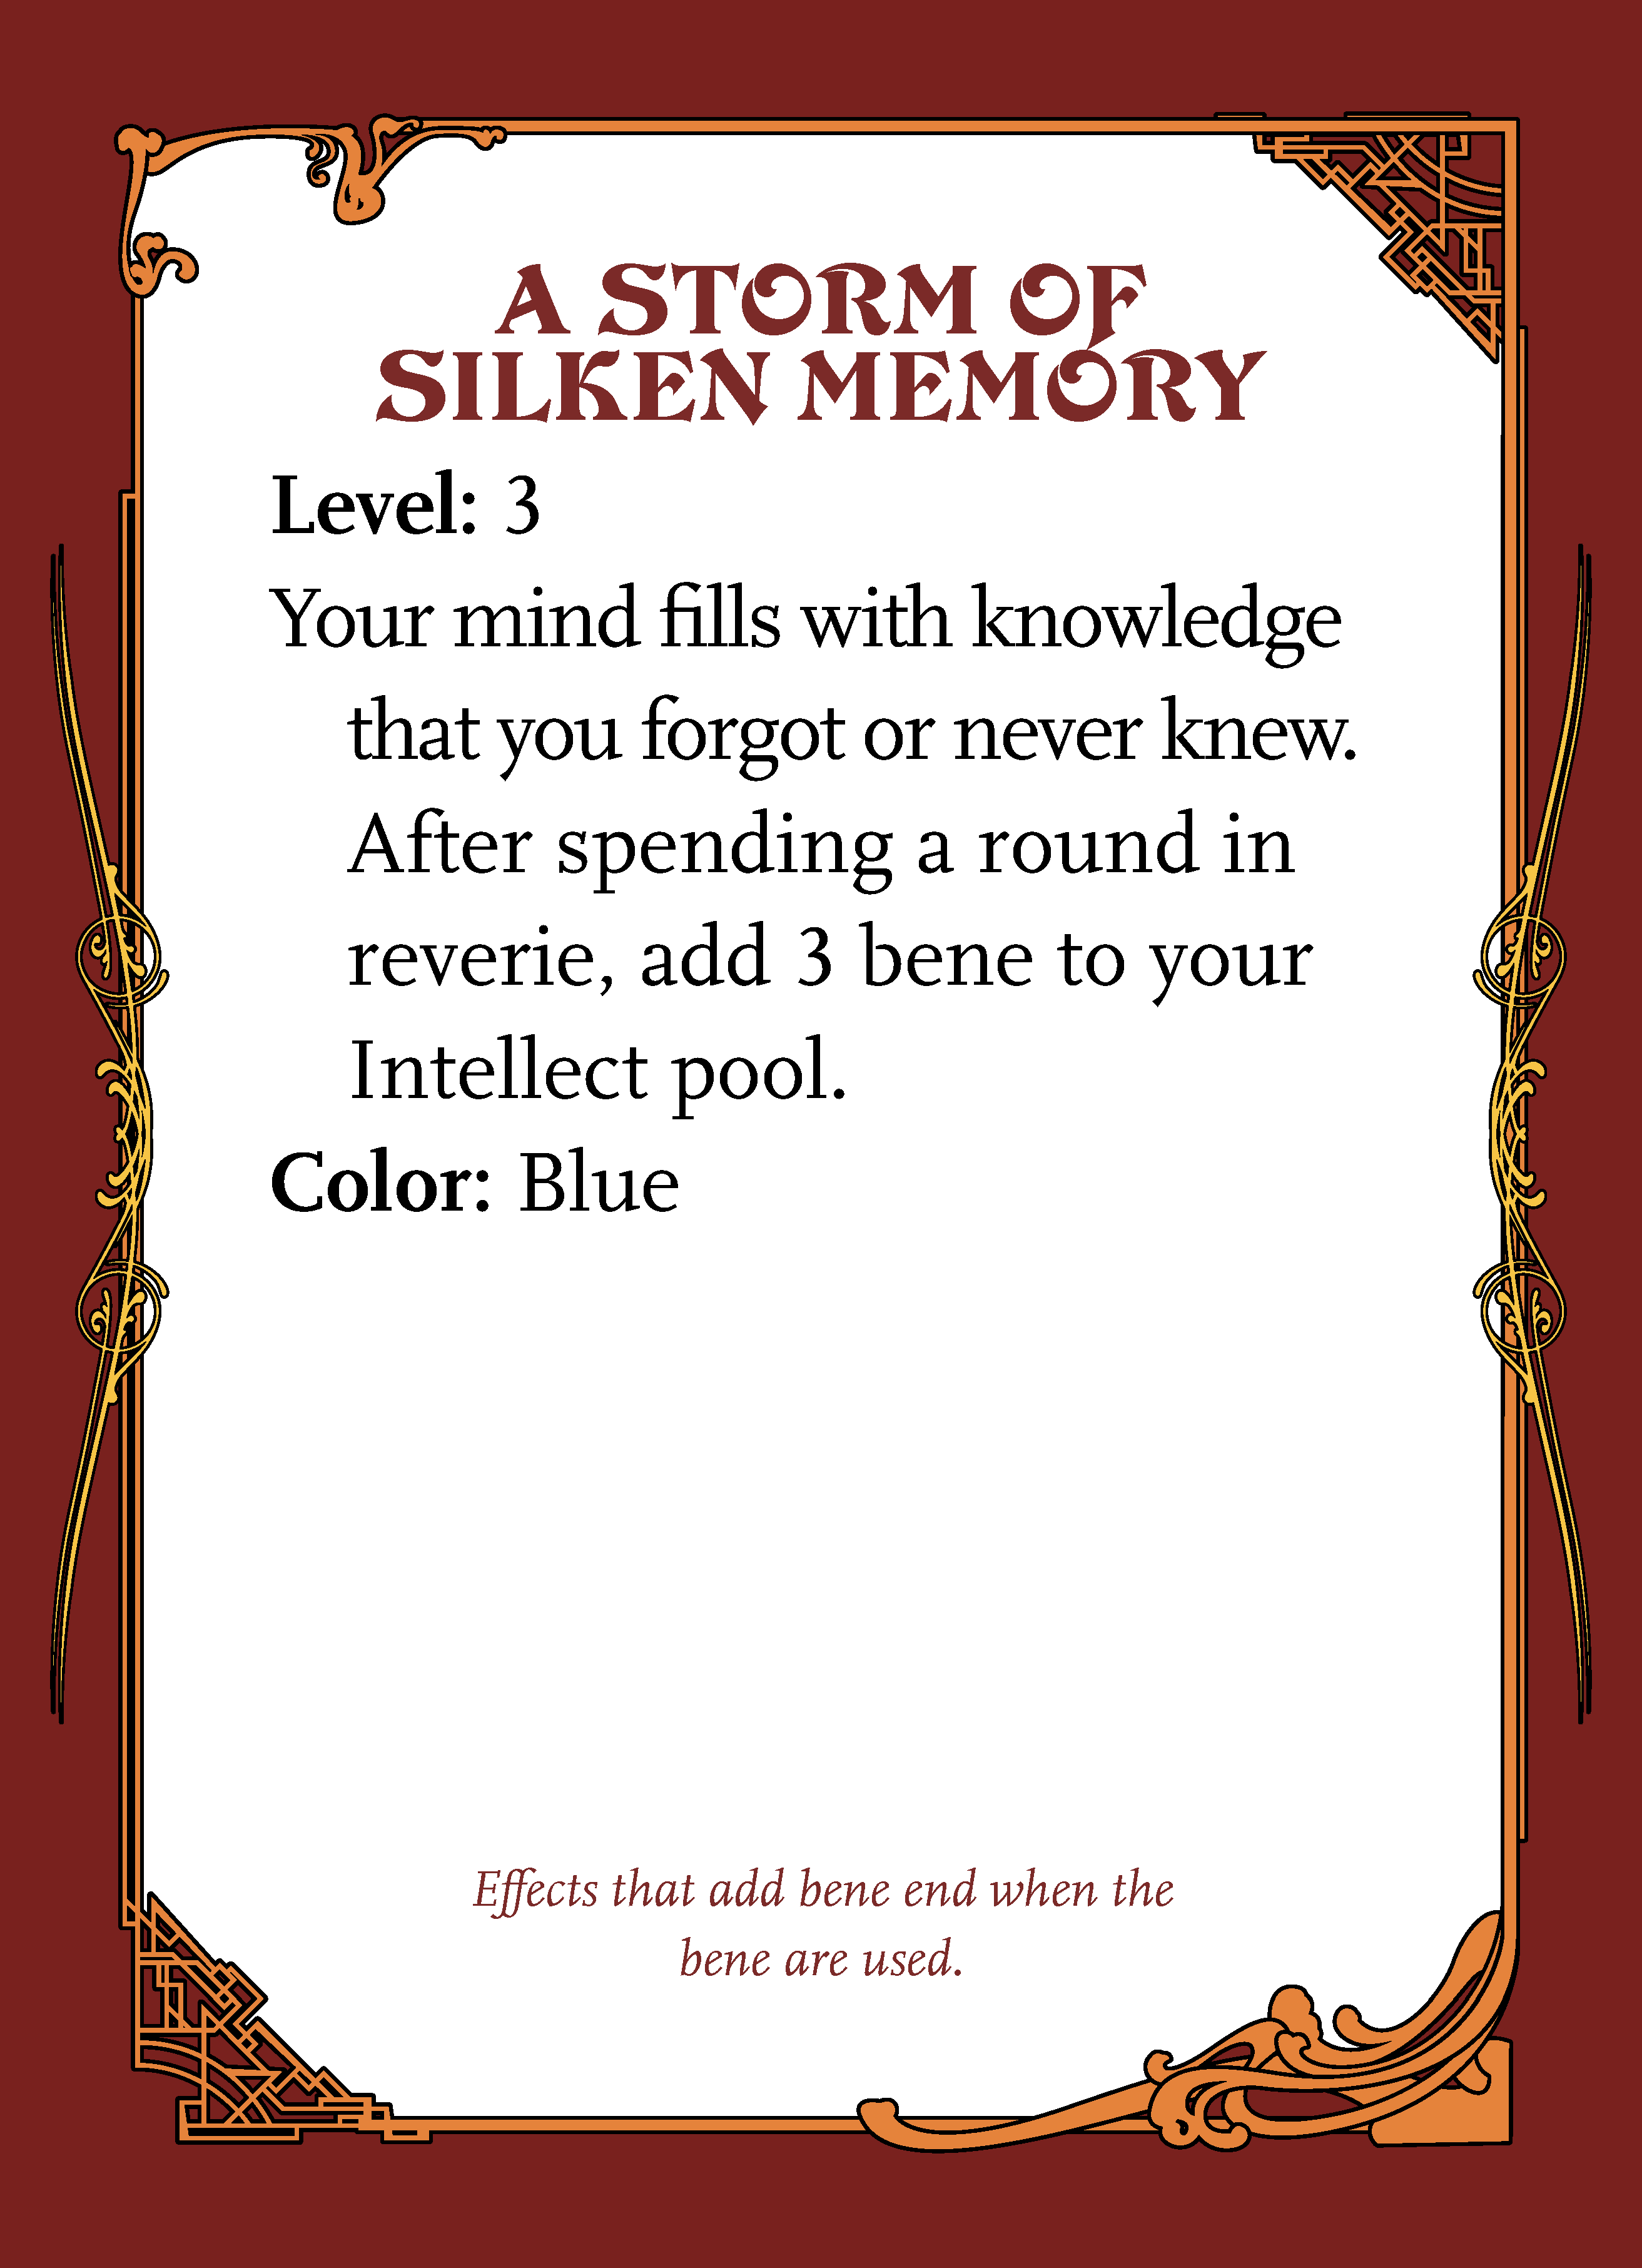 A STORM OF
SILKEN MEMORY
Level: 3
Your mind fills with knowledge
that you forgot or never knew.
After spending a round in
reverie, add 3 bene to your
Intellect pool.
Color: Blue
Effects that add bene end when the
bene are used.